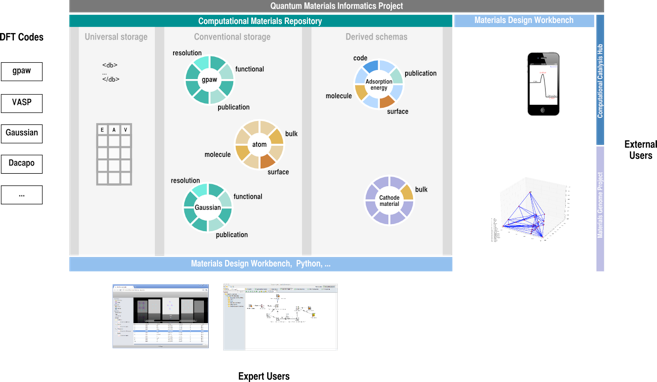 Quantum Materials Informatics Project
Computational Materials Repository
Materials Design Workbench
DFT Codes
gpaw
VASP
Gaussian
Dacapo
...
Universal storage
<db>
...
</db>
E A V
Conventional storage
resolution
functional
gpaw
publication
bulk
atom
molecule
surface
resolution
functional
Gaussian
publication
Derived schemas
code
publication
Adsorption
energy
molecule
surface
bulk
Cathode
material
Computational Catalysis Hub
Materials Genome Project
External
Users
Materials Design Workbench, Python, ...
Expert Users